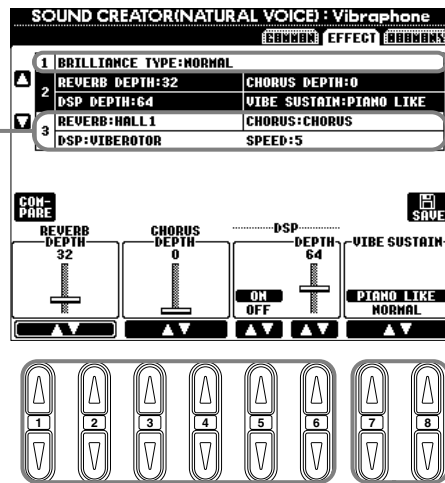 SOUND CREATOR(NATURAL VOICE) : Vibraphone
COMMON EFFECT HARMONY
1 BRILLIANCE TYPE:NORMAL
2 REVERB DEPTH:32 CHORUS DEPTH:0
DSP DEPTH:64 VIBE SUSTAIN:PIANO LIKE
3 REVERB:HALL1 CHORUS:CHORUS
DSP:VIBEROTOR SPEED:5
COM-
PARE
SAVE
REVERB DEPTH 32
CHORUS DEPTH 0
DSP
DEPTH 64
ON
OFF
VIBE SUSTAIN
PIANO LIKE
NORMAL
1 2 3 4 5 6 7 8